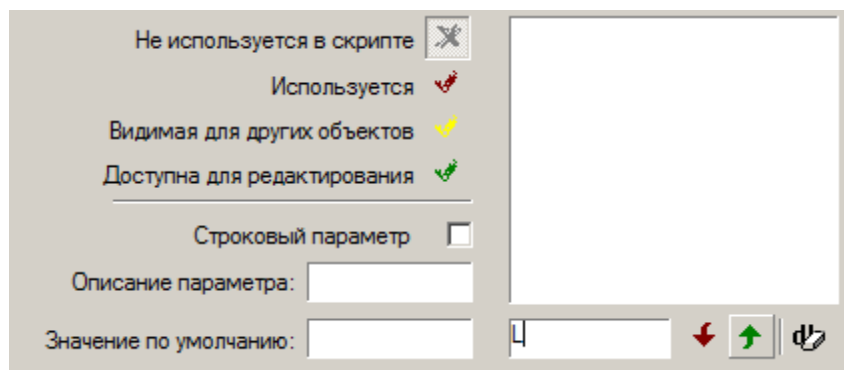 Не используется в скрипте
Используется
Видимая для других объектов
Доступна для редактирования
Строковый параметр
Описание параметра:
Значение по умолчанию: